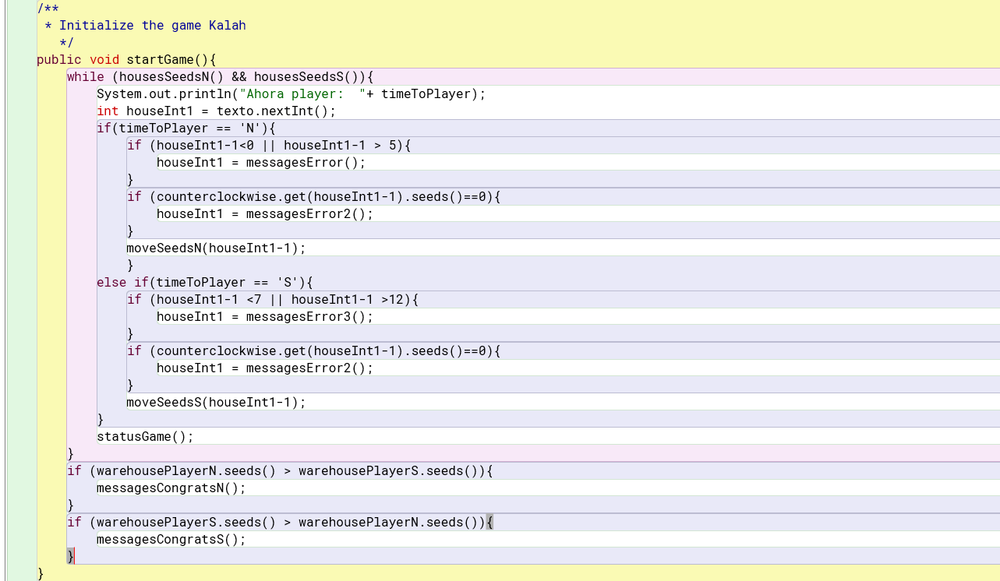 /**
 * Initialize the game Kalah
   */
public void startGame(){
    while (housesSeedsN() && housesSeedsS()){
        System.out.println("Ahora player:  "+ timeToPlayer);
        int houseInt1 = texto.nextInt();
        if(timeToPlayer == 'N'){
            if (houseInt1-1<0 || houseInt1-1 > 5){
                houseInt1 = messagesError();
            }
            if (counterclockwise.get(houseInt1-1).seeds()==0){
                houseInt1 = messagesError2();
            }
            moveSeedsN(houseInt1-1);
            }
        else if(timeToPlayer == 'S'){
            if (houseInt1-1 <7 || houseInt1-1 >12){
                houseInt1 = messagesError3();
            }
            if (counterclockwise.get(houseInt1-1).seeds()==0){
                houseInt1 = messagesError2();
            }
            moveSeedsS(houseInt1-1);
        }
        statusGame();
    }
    if (warehousePlayerN.seeds() > warehousePlayerS.seeds()){
        messagesCongratsN();
    }
    if (warehousePlayerS.seeds() > warehousePlayerN.seeds()){
        messagesCongratsS();
    }
}